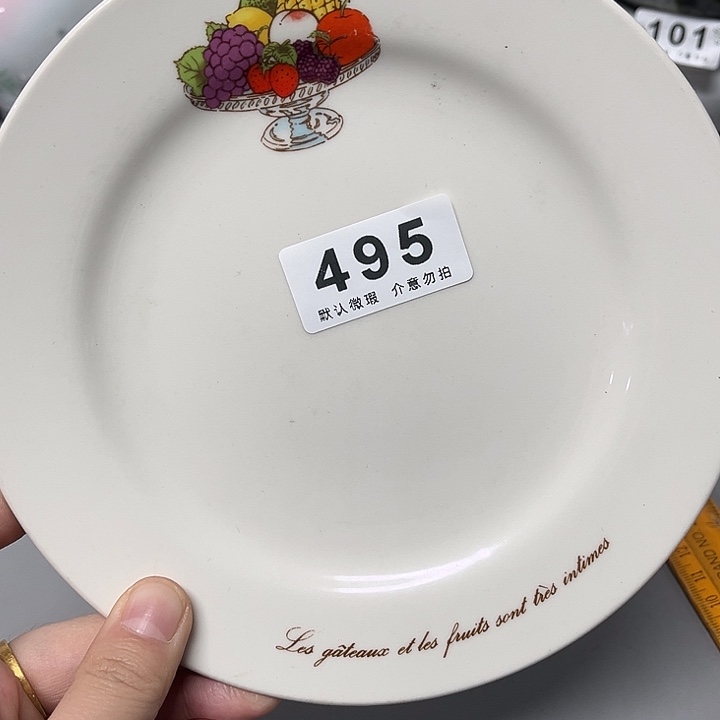 101
495
默认微瑕 介意勿拍
Les gâteaux et les fruits sont très intimes